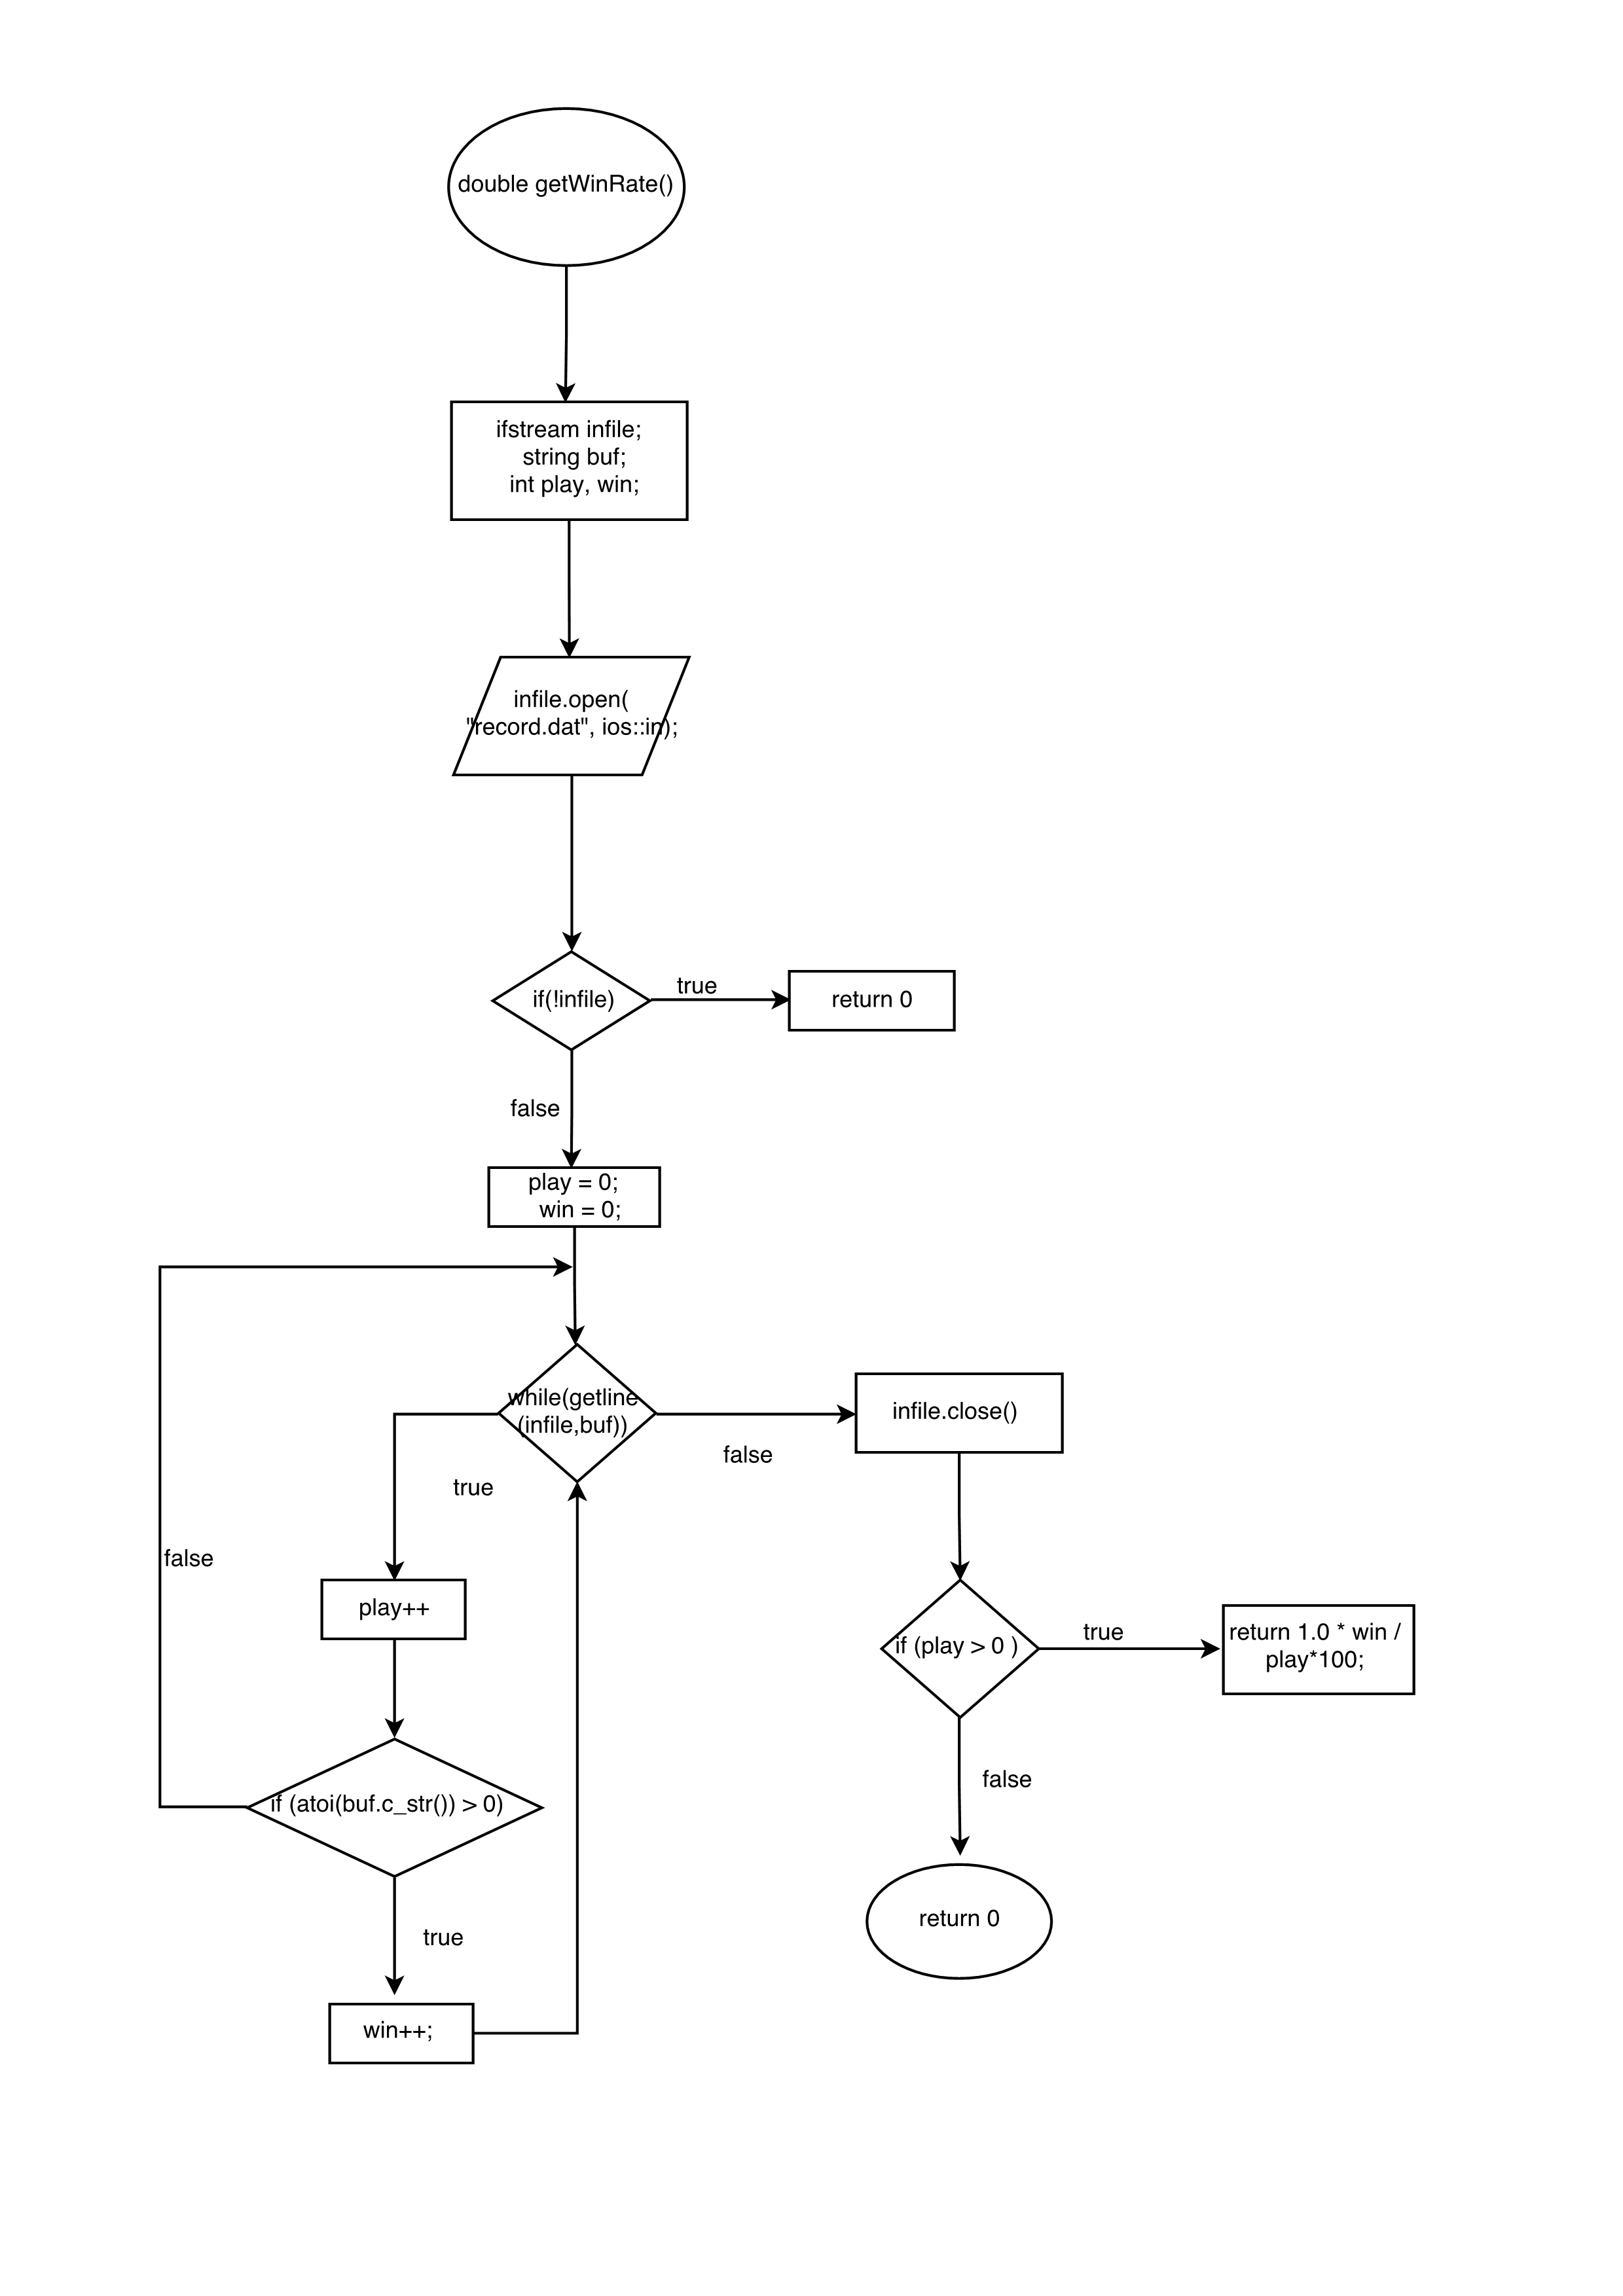 double getWinRate()
ifstream infile;
string buf;
int play, win;
infile.open(
"record.dat", ios::in);
if(!infile)
true
return 0
false
play = 0;
win = 0;
while(getline
(infile,buf))
false
infile.close()
true
false
play++
if (play > 0 )
true
return 1.0 * win /
play*100;
if (atoi(buf.c_str()) > 0)
false
return 0
true
win++;